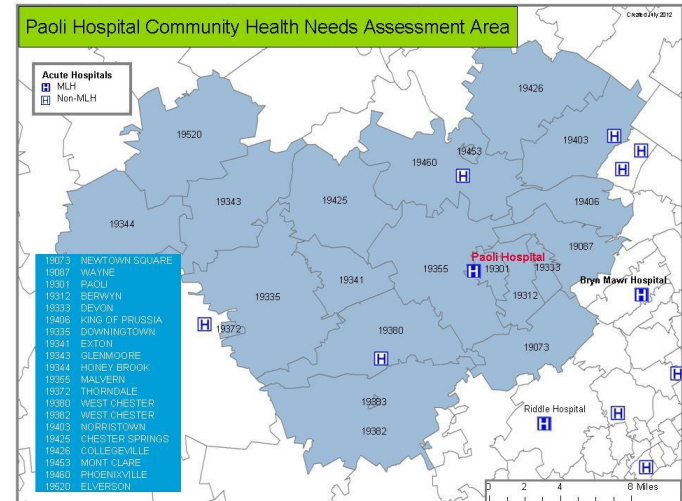 Paoli Hospital Community Health Needs Assessment Area
Created July 2012
Acute Hospitals
H MLH
H Non-MLH
19426
19520
19403
19453
19460
19343
19425
19406
19344
19087
Paoli Hospital
19355
H
19301
19333
Bryn Mawr Hospital
H
19341
19335
19312
19372
19380
19073
19383
19382
Riddle Hospital
H
19073 NEWTOWN SQUARE
19087 WAYNE
19301 PAOLI
19312 BERWYN
19333 DEVON
19406 KING OF PRUSSIA
19335 DOWNINGTOWN
19341 EXTON
19343 GLENMOORE
19344 HONEY BROOK
19355 MALVERN
19372 THORNDALE
19380 WEST CHESTER
19382 WEST CHESTER
19403 NORRISTOWN
19425 CHESTER SPRINGS
19426 COLLEGEVILLE
19453 MONT CLARE
19460 PHOENIXVILLE
19520 ELVERSON
0 2 4 8 Miles